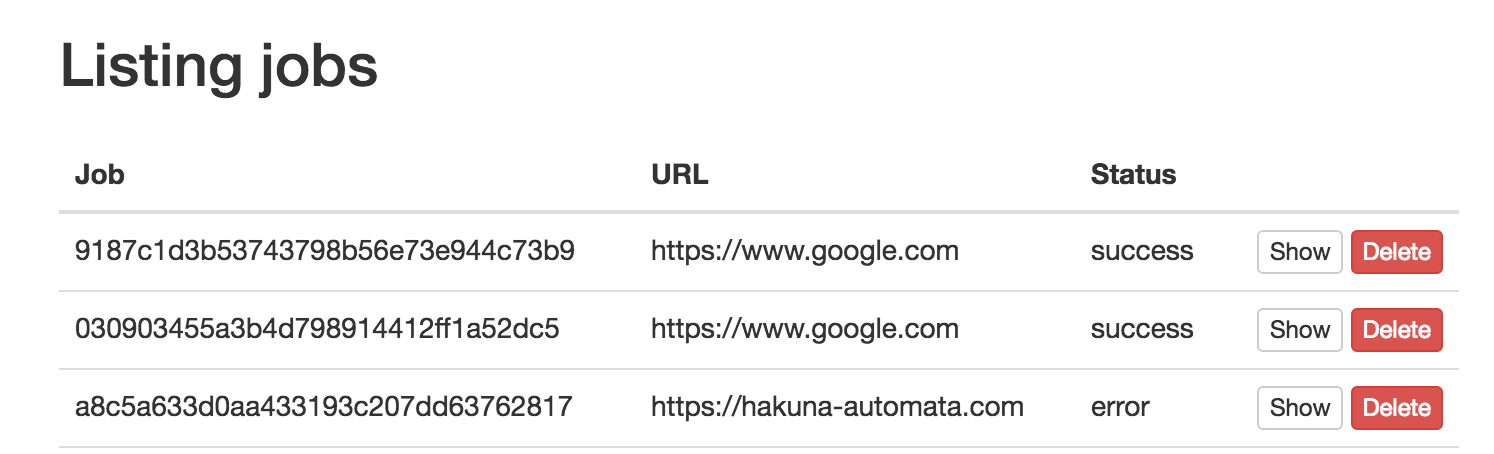 Listing jobs
Job URL Status
9187c1d3b53743798b56e73e944c73b9 https://www.google.com success Show Delete
030903455a3b4d798914412ff1a52dc5 https://www.google.com success Show Delete
a8c5a633d0aa433193c207dd63762817 https://hakuna-automata.com error Show Delete